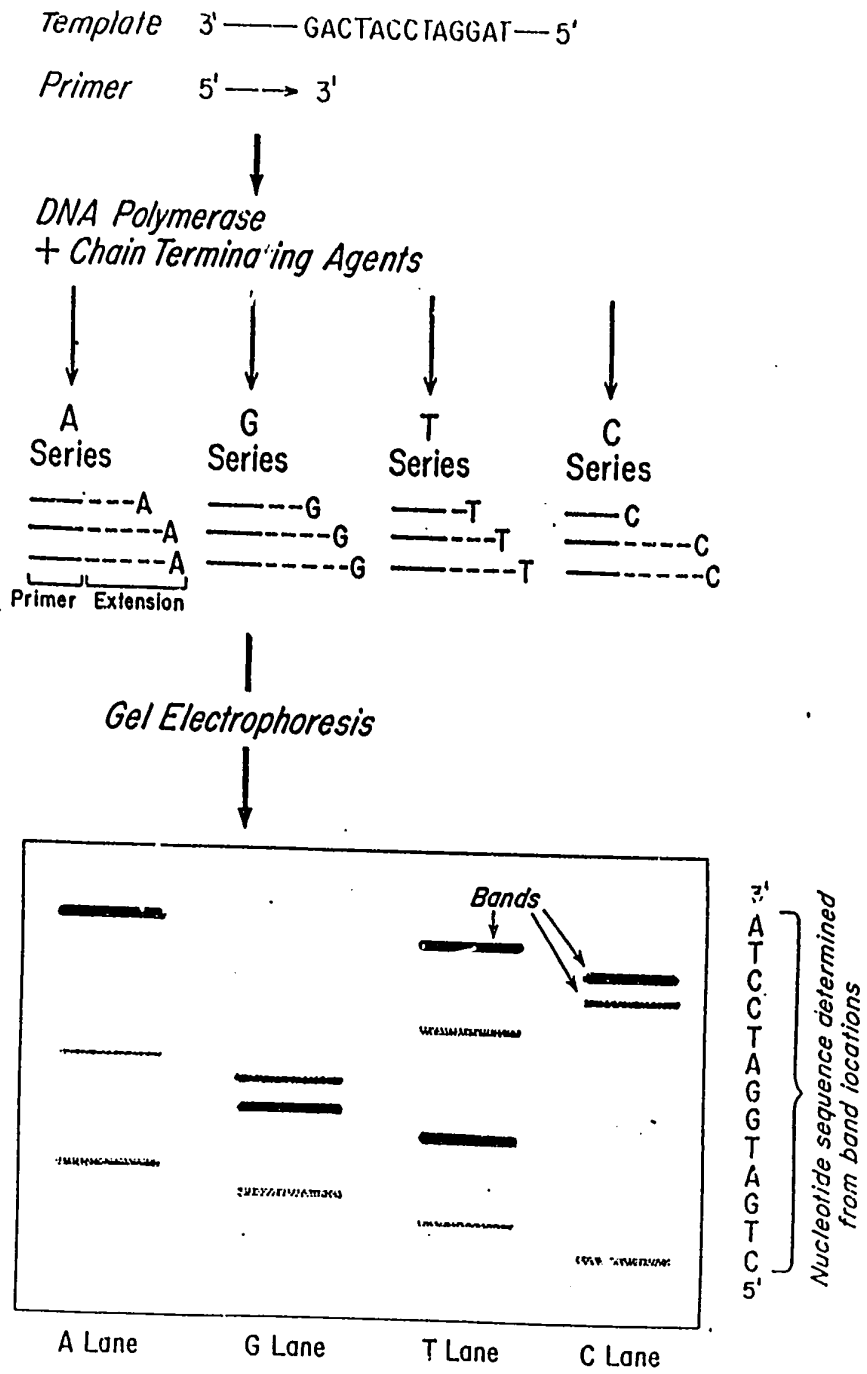 Template 3' GACTACCTAGGAT 5'
Primer 5' 3'
DNA Polymerase
+ Chain Terminating Agents
A G T C
Series Series Series Series
A G T C
A G T C
A G T C
Primer Extension
Gel Electrophoresis
Bands
3'
A
T
C
C
T
A
G
G
T
A
G
T
C
5'
Nucleotide sequence determined
from band locations
A Lane G Lane T Lane C Lane